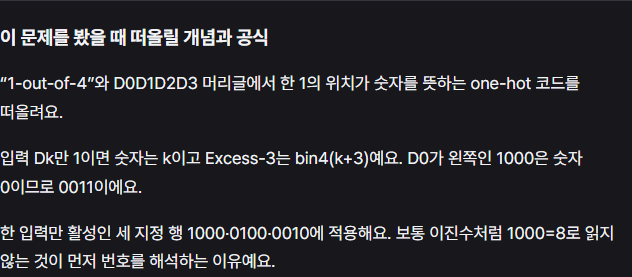 이 문제를 봤을 때 떠올릴 개념과 공식
“1-out-of-4”와 D0D1D2D3 머리글에서 한 1의 위치가 숫자를 뜻하는 one-hot 코드를
떠올려요.
입력 Dk만 1이면 숫자는 k이고 Excess-3는 bin4(k+3)예요. D0가 왼쪽인 1000은 숫자
0이므로 0011이에요.
한 입력만 활성인 세 지정 행 1000·0100·0010에 적용해요. 보통 이진수처럼 1000=8로 읽지
않는 것이 먼저 번호를 해석하는 이유예요.